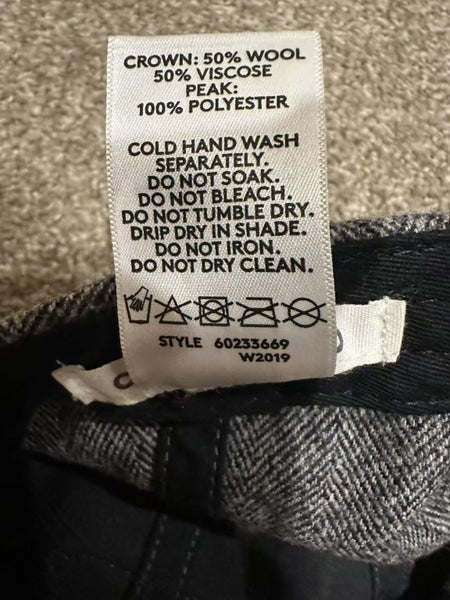 CROWN: 50% WOOL
50% VISCOSE
PEAK:
100% POLYESTER
COLD HAND WASH
SEPARATELY.
DO NOT SOAK.
DO NOT BLEACH.
DO NOT TUMBLE DRY.
DRIP DRY IN SHADE.
DO NOT IRON.
DO NOT DRY CLEAN.
STYLE 60233669
W2019